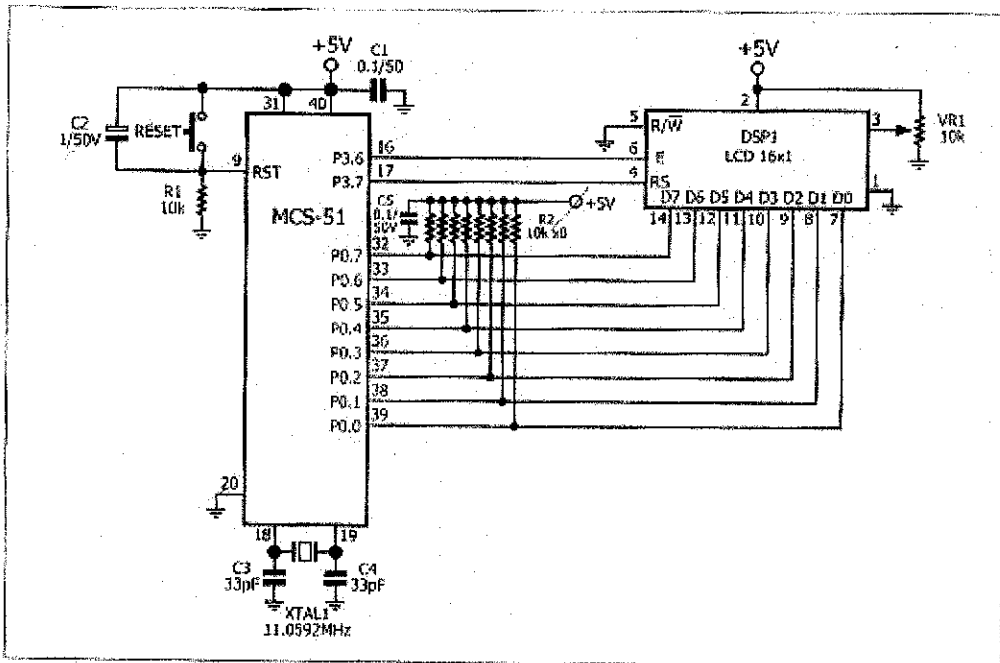 +5V
C1
0.1/50
31
40
C2
1/50V
RESET
9
RST
R1
10k
MCS-51
P3.6
16
P3.7
17
C5
0.1/
50V
R2
+5V
32
P0.7
33
P0.6
34
P0.5
35
P0.4
36
P0.3
37
P0.2
38
P0.1
39
P0.0
20
18
19
C3
33pF
C4
33pF
XTAL1
11.0592MHz
+5V
2
5
R/W
DSP1
LCD 16x1
3
VR1
10k
6
E
4
RS
1
D7 D6 D5 D4 D3 D2 D1 D0
14 13 12 11 10 9 8 7